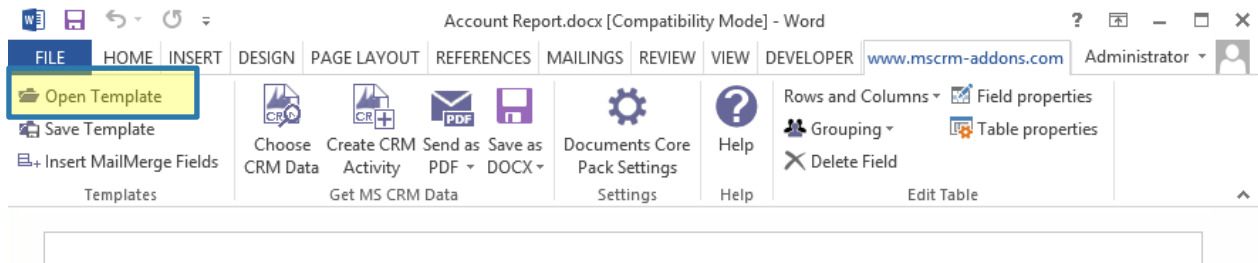 Account Report.docx [Compatibility Mode] - Word
FILE HOME INSERT DESIGN PAGE LAYOUT REFERENCES MAILINGS REVIEW VIEW DEVELOPER www.mscrm-addons.com Administrator
Open Template
Save Template
Insert MailMerge Fields
Templates
CR
Choose
CRM Data
CR
Create CRM
Activity
PDF
Send as
PDF
Save as
DOCX
Get MS CRM Data
Documents Core
Pack Settings
Settings
Help
Help
Rows and Columns Field properties
Grouping Table properties
Delete Field
Edit Table